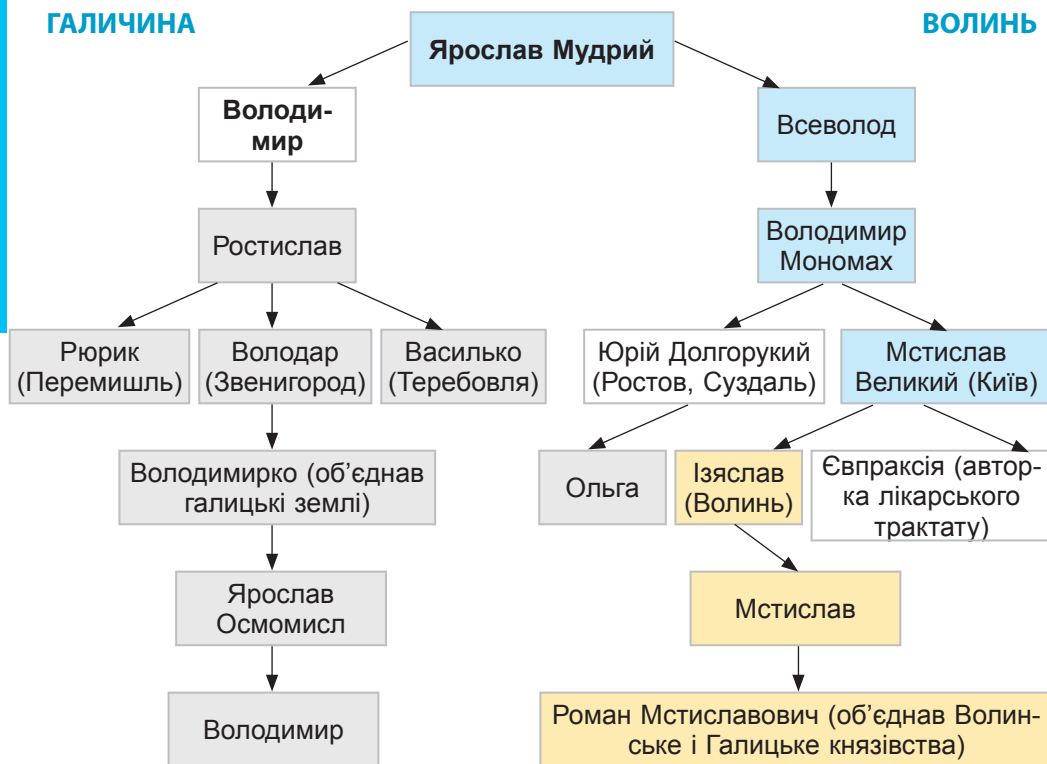 ГАЛИЧИНА
ВОЛИНЬ
Ярослав Мудрий
Володи-
мир
Всеволод
Ростислав
Володимир
Мономах
Рюрик
(Перемишль)
Володар
(Звенигород)
Василько
(Теребовля)
Юрій Долгорукий
(Ростов, Суздаль)
Мстислав
Великий (Київ)
Володимирко (об’єднав
галицькі землі)
Ольга
Ізяслав
(Волинь)
Євпраксія (автор-
ка лікарського
трактату)
Ярослав
Осмомисл
Мстислав
Володимир
Роман Мстиславович (об’єднав Волин-
ське і Галицьке князівства)